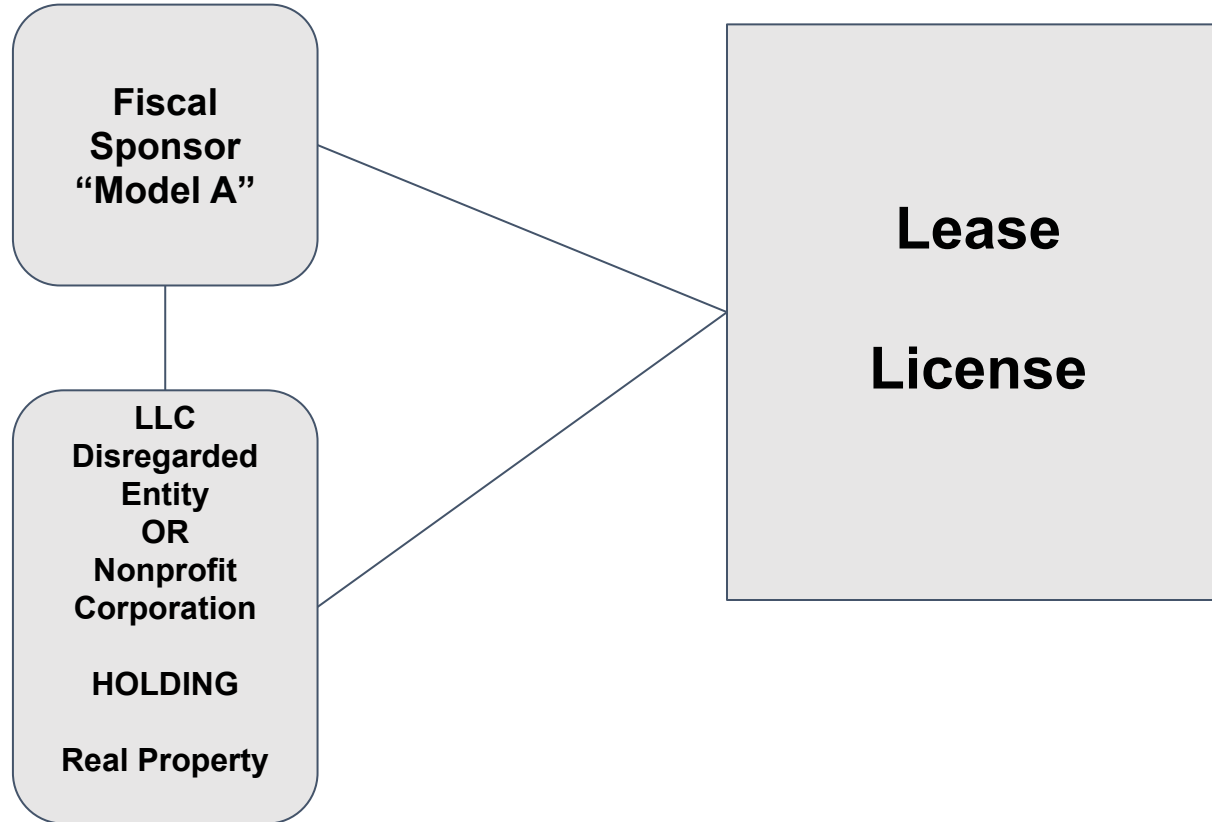 Fiscal
Sponsor
“Model A”
LLC
Disregarded
Entity
OR
Nonprofit
Corporation
HOLDING
Real Property
Lease
License